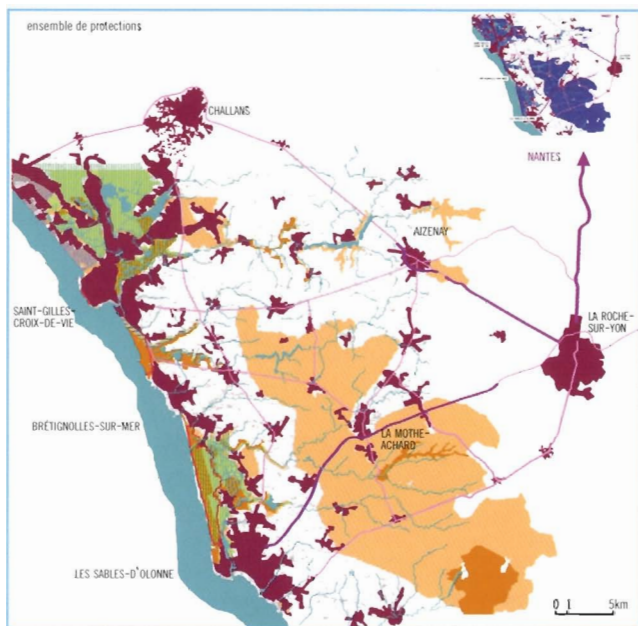 ensemble de protections
CHALLANS
NANTES
AIZENAY
SAINT-GILLES-
CROIX-DE-VIE
LA ROCHE-
SUR-YON
BRÉTIGNOLLES-SUR-MER
LA MOTHE-
ACHARD
LES SABLES-D'OLONNE
0 1 5km